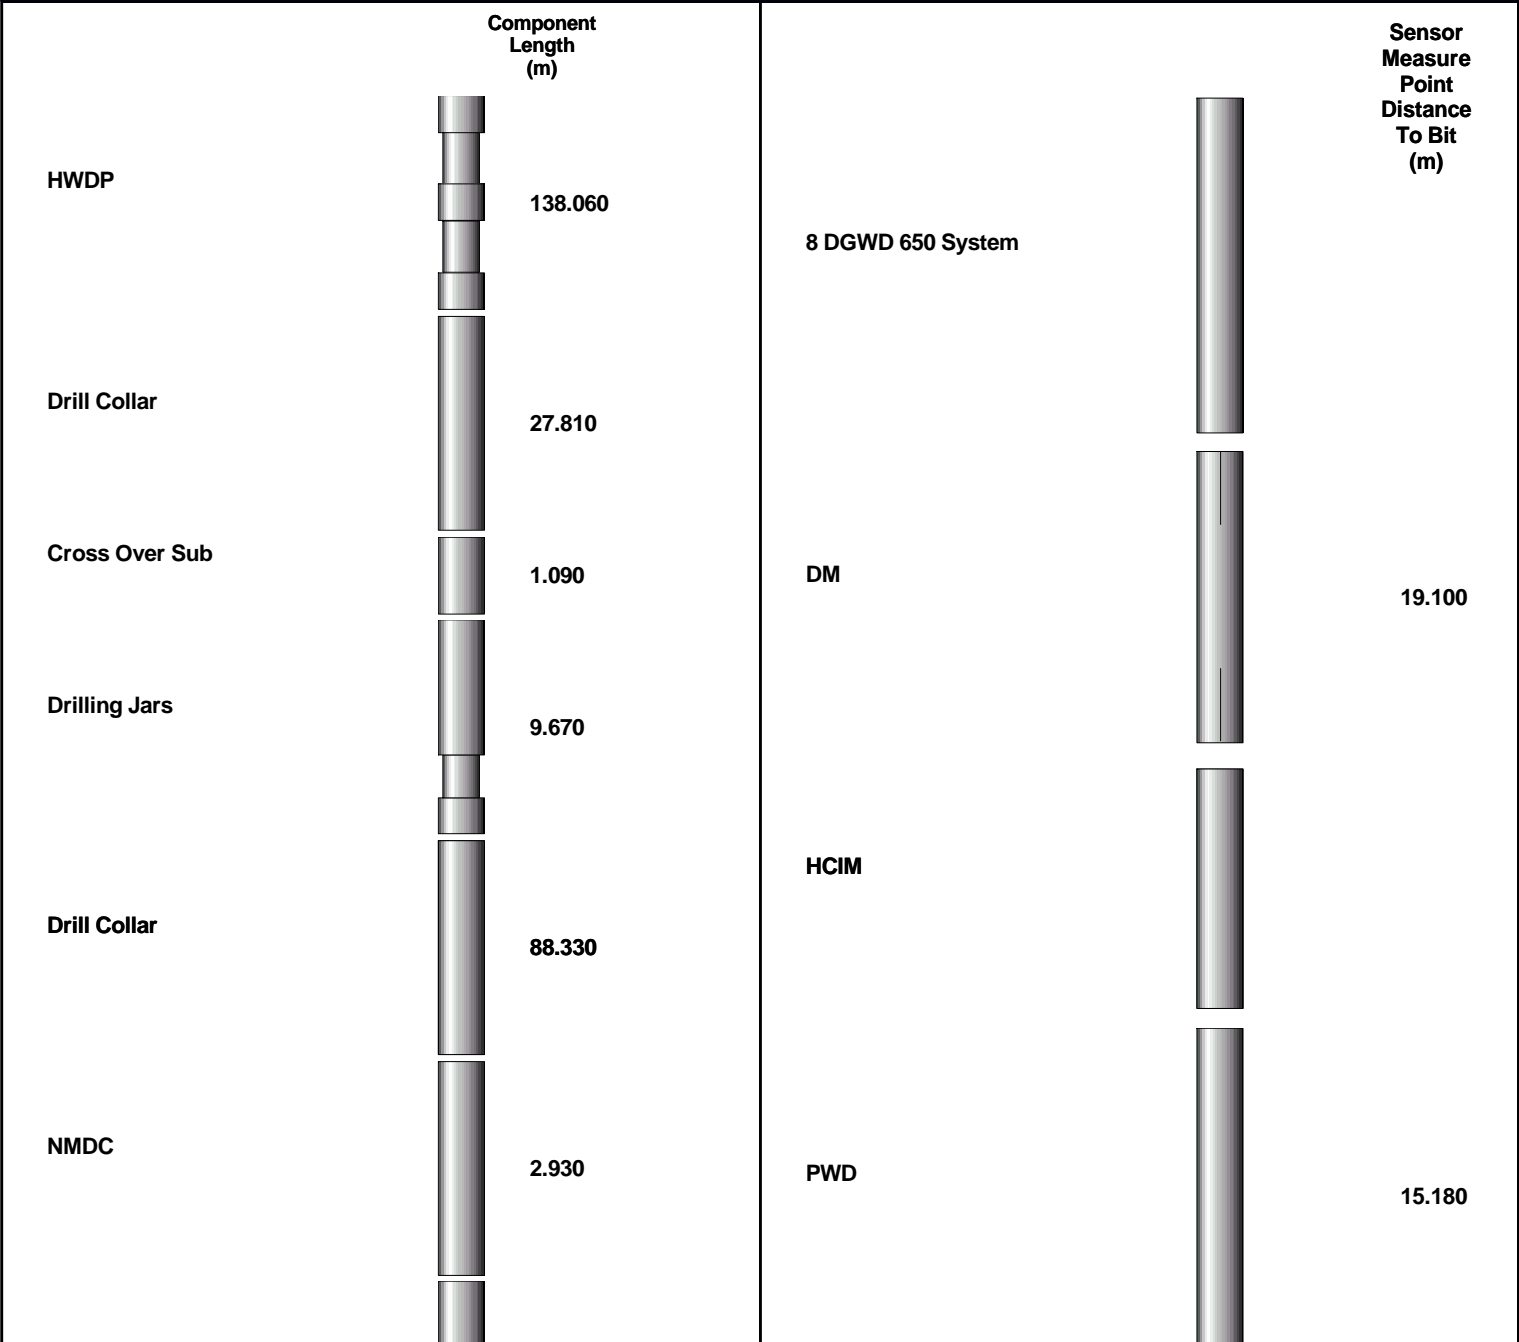 Component
Length
(m)
HWDP
138.060
Drill Collar
27.810
Cross Over Sub
1.090
Drilling Jars
9.670
Drill Collar
88.330
NMDC
2.930
Sensor
Measure
Point
Distance
To Bit
(m)
8 DGWD 650 System
DM
19.100
HCIM
PWD
15.180